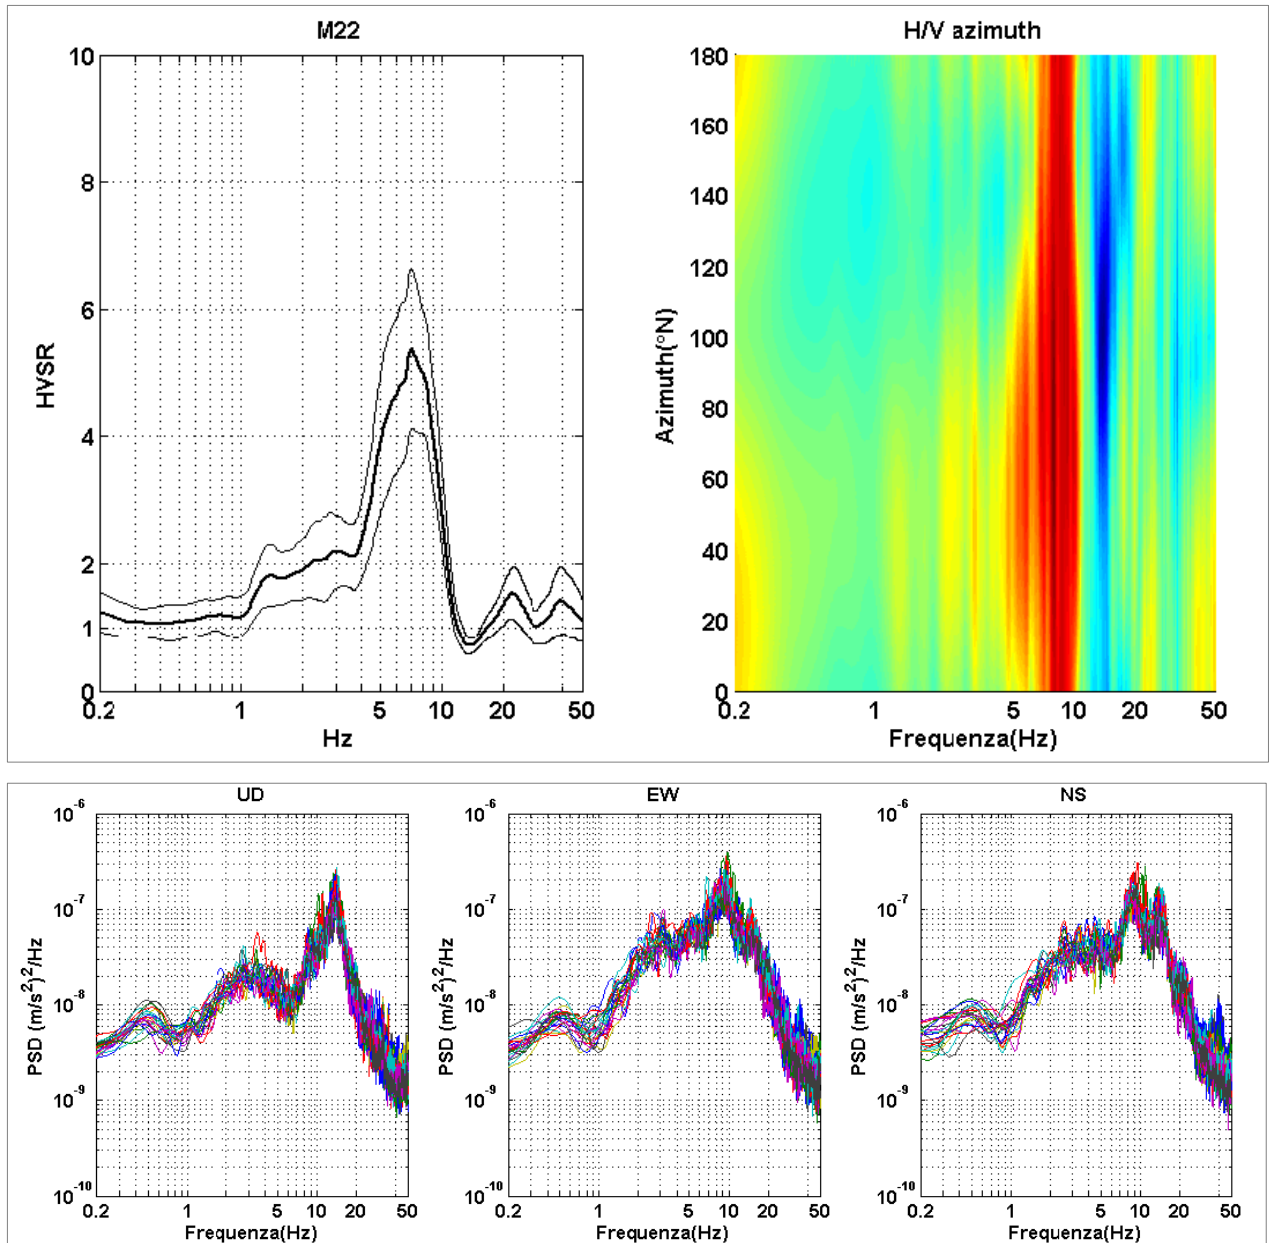 M22
10
8
6
4
2
1
0
HVSR
0.2 1 5 10 20 50
Hz
H/V azimuth
180
160
140
120
100
80
60
40
20
0
Azimuth(°N)
0.2 1 5 10 20 50
Frequenza(Hz)
UD
10^-6
10^-7
10^-8
10^-9
10^-10
PSD (m/s²)²/Hz
0.2 1 5 10 20 50
Frequenza(Hz)
EW
10^-6
10^-7
10^-8
10^-9
10^-10
PSD (m/s²)²/Hz
0.2 1 5 10 20 50
Frequenza(Hz)
NS
10^-6
10^-7
10^-8
10^-9
10^-10
PSD (m/s²)²/Hz
0.2 1 5 10 20 50
Frequenza(Hz)